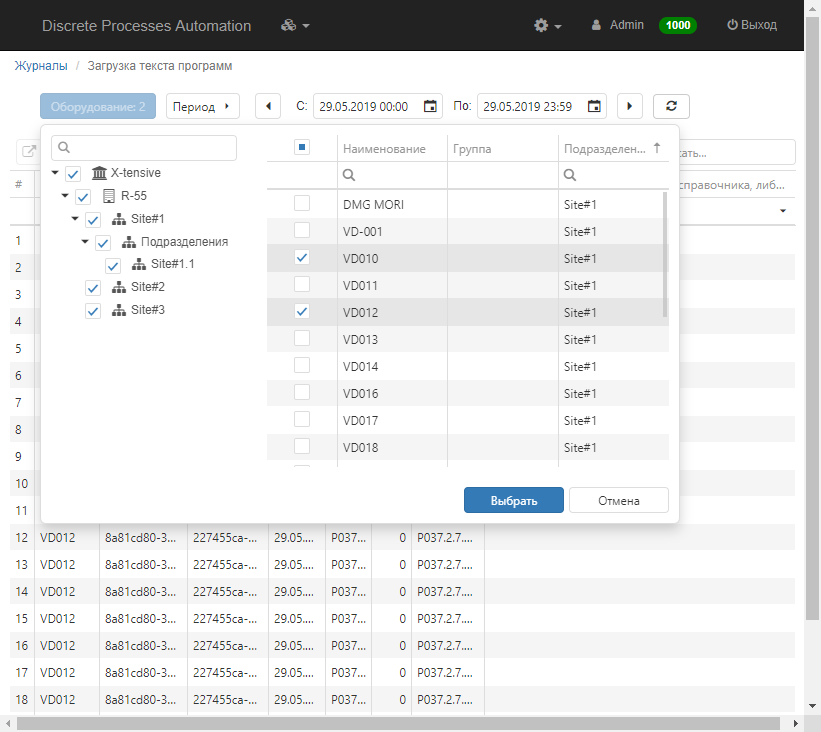 Discrete Processes Automation Admin 1000 Выход
Журналы / Загрузка текста программ
Оборудование: 2 Период С: 29.05.2019 00:00 По: 29.05.2019 23:59
Наименование Группа Подразделен...
X-tensive
R-55
Site#1
Подразделения
Site#1.1
Site#2
Site#3
DMG MORI Site#1
VD-001 Site#1
VD010 Site#1
VD011 Site#1
VD012 Site#1
VD013 Site#1
VD014 Site#1
VD016 Site#1
VD017 Site#1
VD018 Site#1
Выбрать Отмена
# справочника, либ...
1
2
3
4
5
6
7
8
9
10
11
12 VD012 8a81cd80-3... 227455ca-... 29.05.... P037... 0 P037.2.7....
13 VD012 8a81cd80-3... 227455ca-... 29.05.... P037... 0 P037.2.7....
14 VD012 8a81cd80-3... 227455ca-... 29.05.... P037... 0 P037.2.7....
15 VD012 8a81cd80-3... 227455ca-... 29.05.... P037... 0 P037.2.7....
16 VD012 8a81cd80-3... 227455ca-... 29.05.... P037... 0 P037.2.7....
17 VD012 8a81cd80-3... 227455ca-... 29.05.... P037... 0 P037.2.7....
18 VD012 8a81cd80-3... 227455ca-... 29.05.... P037... 0 P037.2.7....